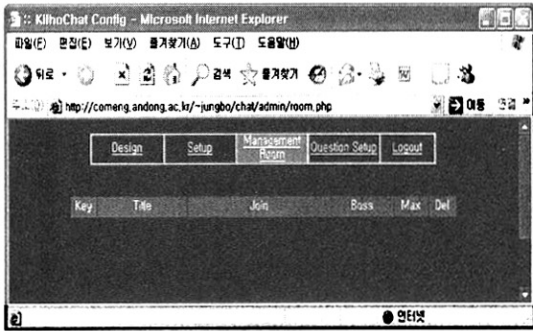 :: KilhoChat Config - Microsoft Internet Explorer
파일(F) 편집(E) 보기(V) 즐겨찾기(A) 도구(T) 도움말(H)
뒤로 검색 즐겨찾기
http://comeng.andong.ac.kr/~jungbo/chat/admin/room.php 이동 연결 »
Design Setup Management Room Question Setup Logout
Key Title Join Boss Max Del
인터넷